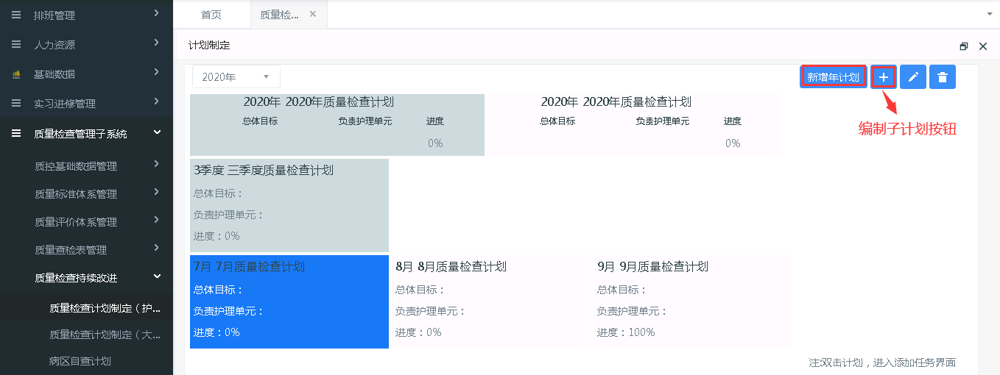 排班管理
人力资源
基础数据
实习进修管理
质量检查管理子系统
质控基础数据管理
质量标准体系管理
质量评价体系管理
质量查检表管理
质量检查持续改进
质量检查计划制定（护...
质量检查计划制定（大...
病区自查计划
首页 质量检...
计划制定
2020年 新增年计划
编制子计划按钮
2020年 2020年质量检查计划
总体目标 负责护理单元 进度
0%
2020年 2020年质量检查计划
总体目标 负责护理单元 进度
0%
3季度 三季度质量检查计划
总体目标：
负责护理单元：
进度：0%
7月 7月质量检查计划
总体目标：
负责护理单元：
进度：0%
8月 8月质量检查计划
总体目标：
负责护理单元：
进度：0%
9月 9月质量检查计划
总体目标：
负责护理单元：
进度：100%
注:双击计划，进入添加任务界面